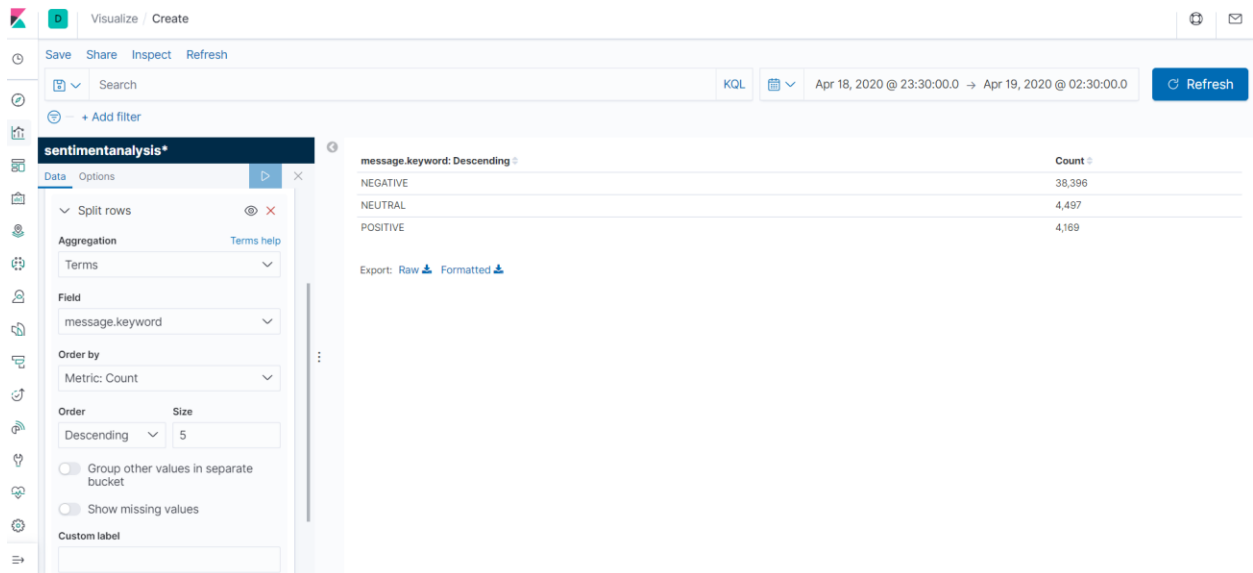 D Visualize / Create
Save Share Inspect Refresh
Search KQL Apr 18, 2020 @ 23:30:00.0 → Apr 19, 2020 @ 02:30:00.0 Refresh
+ Add filter
sentimentanalysis*
Data Options
Split rows
Aggregation Terms help
Terms
Field
message.keyword
Order by
Metric: Count
Order Size
Descending 5
Group other values in separate
bucket
Show missing values
Custom label
message.keyword: Descending Count
NEGATIVE 38,396
NEUTRAL 4,497
POSITIVE 4,169
Export: Raw Formatted